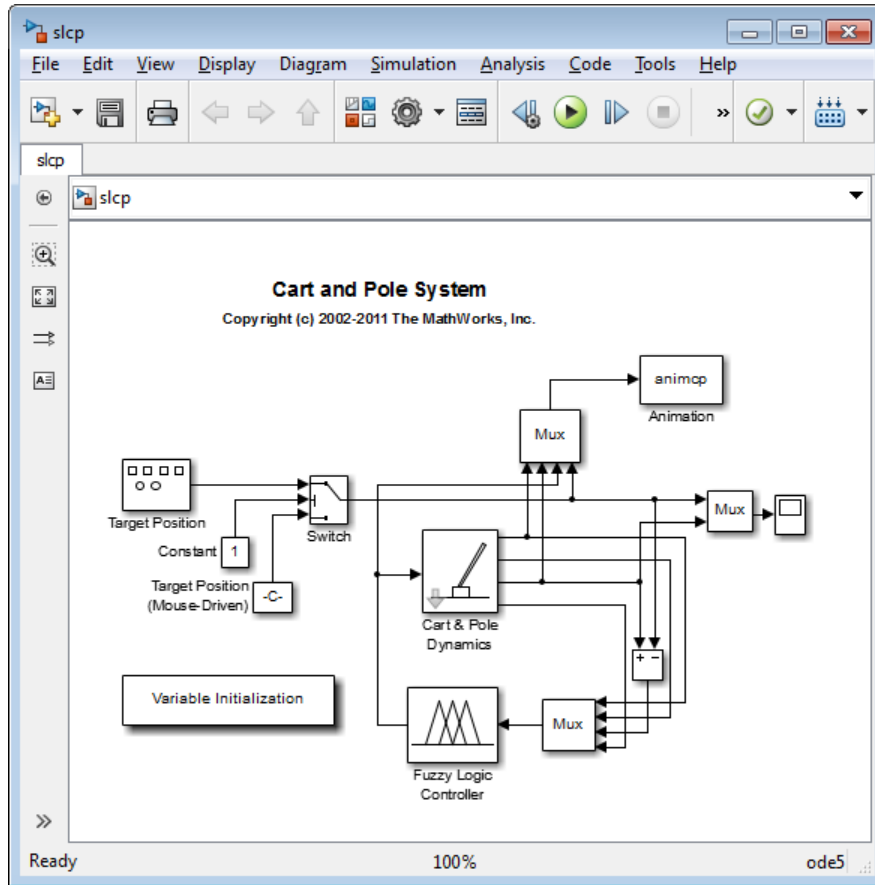 slcp
File Edit View Display Diagram Simulation Analysis Code Tools Help
slcp
slcp
Cart and Pole System
Copyright (c) 2002-2011 The MathWorks, Inc.
animcp
Animation
Mux
Target Position
Switch
Mux
Constant 1
Target Position
(Mouse-Driven)
-C-
Cart & Pole
Dynamics
+ −
Variable Initialization
Mux
Fuzzy Logic
Controller
Ready 100% ode5